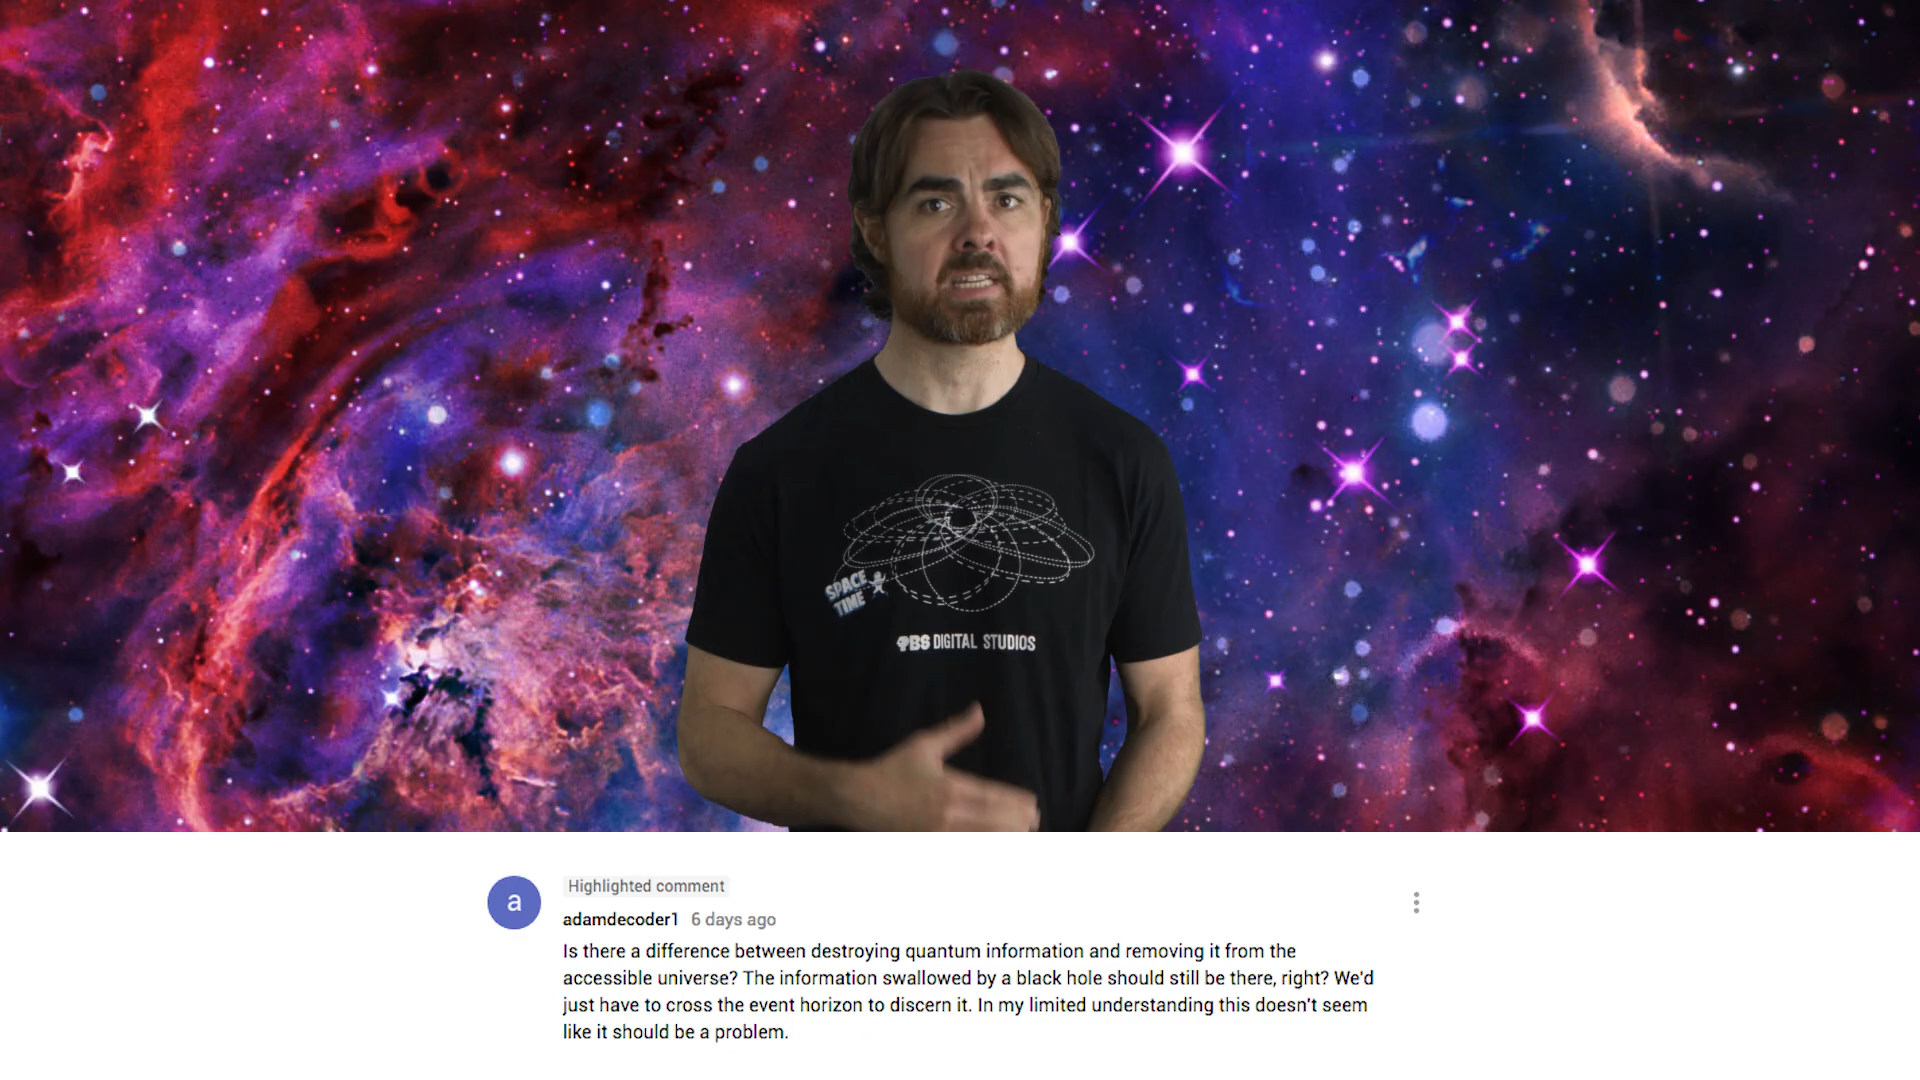 SPACE
TIME
PBS DIGITAL STUDIOS
a
Highlighted comment
adamdecoder1 6 days ago
Is there a difference between destroying quantum information and removing it from the
accessible universe? The information swallowed by a black hole should still be there, right? We'd
just have to cross the event horizon to discern it. In my limited understanding this doesn't seem
like it should be a problem.